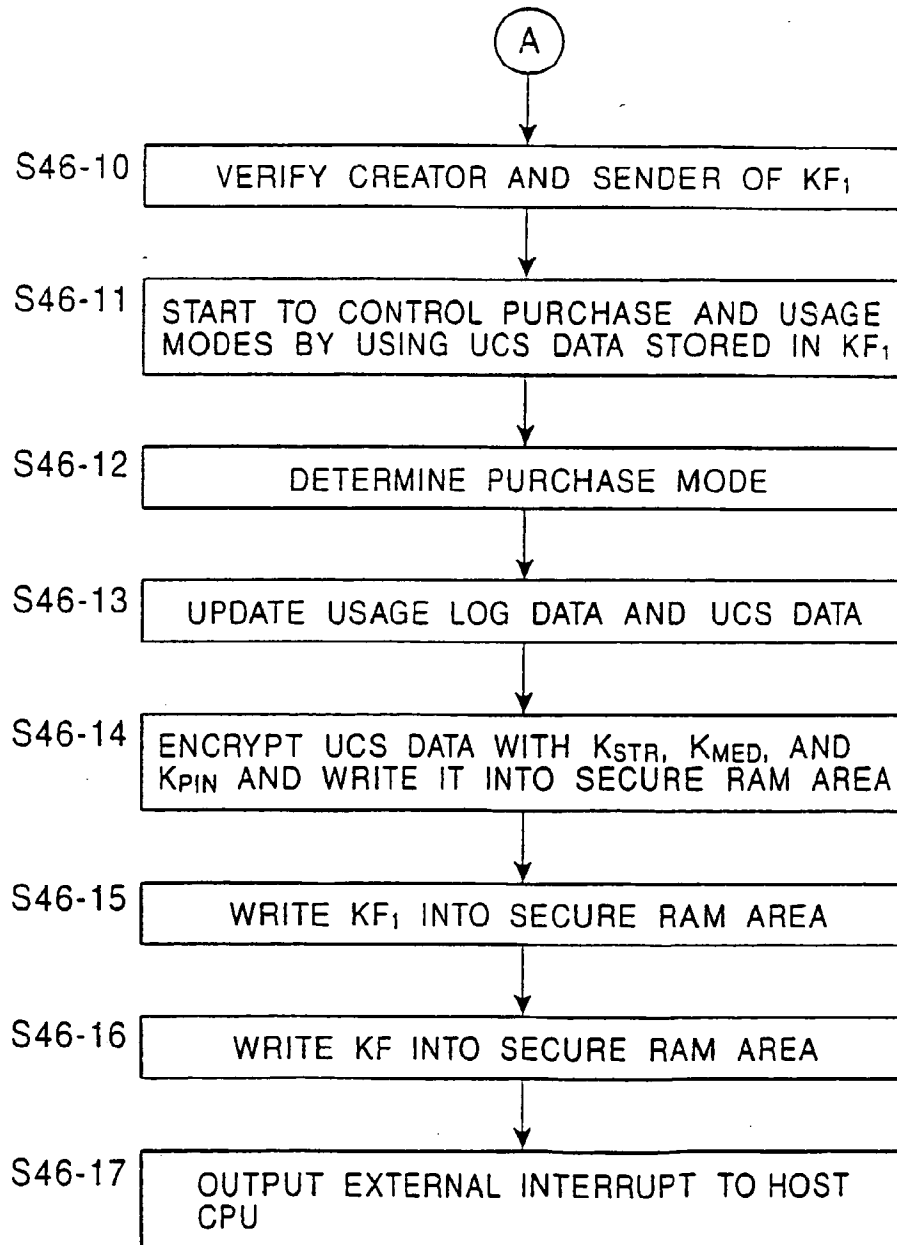 A
S46-10
VERIFY CREATOR AND SENDER OF KF₁
S46-11
START TO CONTROL PURCHASE AND USAGE
MODES BY USING UCS DATA STORED IN KF₁
S46-12
DETERMINE PURCHASE MODE
S46-13
UPDATE USAGE LOG DATA AND UCS DATA
S46-14
ENCRYPT UCS DATA WITH KSTR, KMED, AND
KPIN AND WRITE IT INTO SECURE RAM AREA
S46-15
WRITE KF₁ INTO SECURE RAM AREA
S46-16
WRITE KF INTO SECURE RAM AREA
S46-17
OUTPUT EXTERNAL INTERRUPT TO HOST
CPU